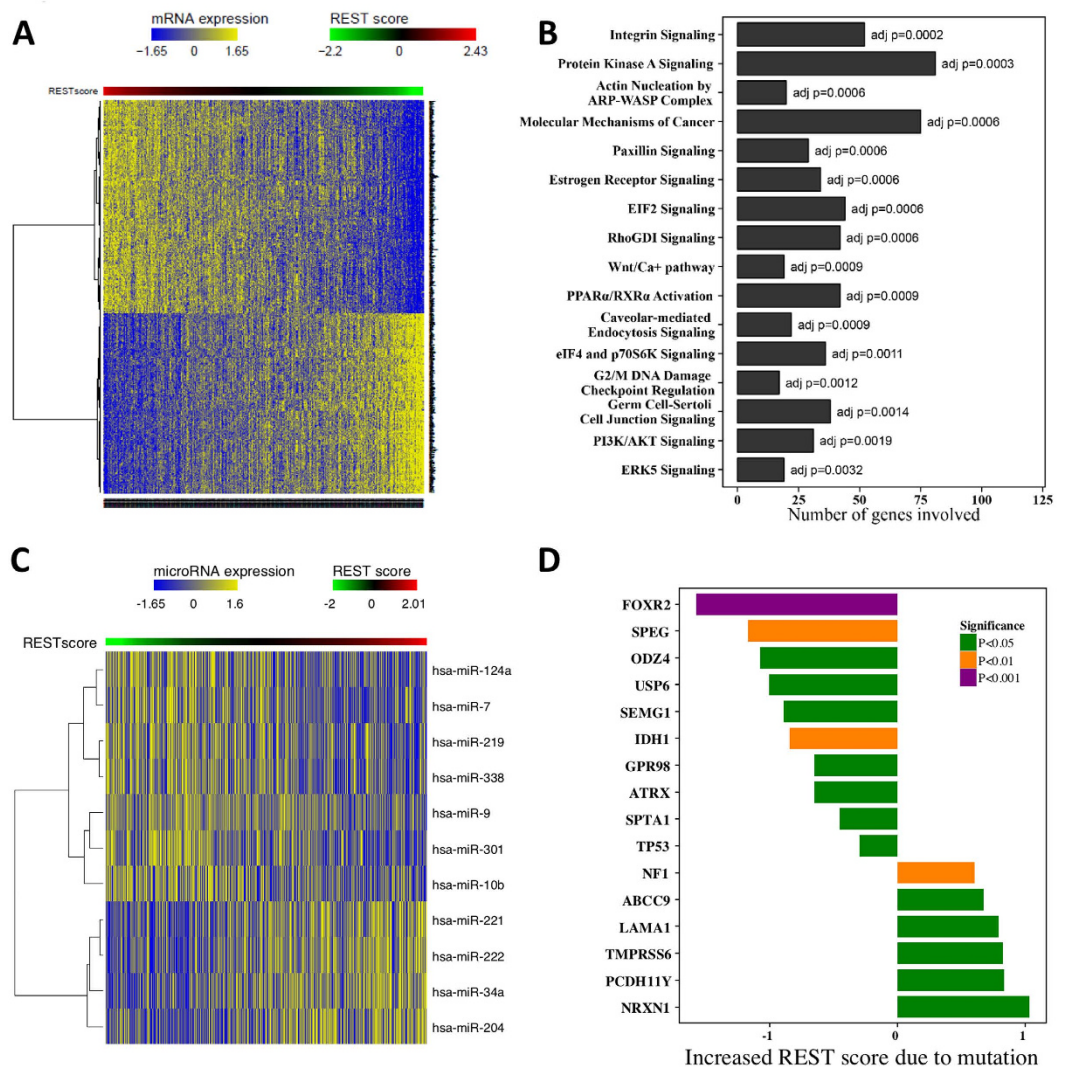 A
mRNA expression
−1.65 0 1.65
REST score
−2.2 0 2.43
RESTscore
B
Integrin Signaling
adj p=0.0002
Protein Kinase A Signaling
adj p=0.0003
Actin Nucleation by
ARP-WASP Complex
adj p=0.0006
Molecular Mechanisms of Cancer
adj p=0.0006
Paxillin Signaling
adj p=0.0006
Estrogen Receptor Signaling
adj p=0.0006
EIF2 Signaling
adj p=0.0006
RhoGDI Signaling
adj p=0.0006
Wnt/Ca+ pathway
adj p=0.0009
PPARα/RXRα Activation
adj p=0.0009
Caveolar-mediated
Endocytosis Signaling
adj p=0.0009
eIF4 and p70S6K Signaling
adj p=0.0011
G2/M DNA Damage
Checkpoint Regulation
adj p=0.0012
Germ Cell-Sertoli
Cell Junction Signaling
adj p=0.0014
PI3K/AKT Signaling
adj p=0.0019
ERK5 Signaling
adj p=0.0032
0 25 50 75 100 125
Number of genes involved
C
microRNA expression
-1.65 0 1.6
REST score
-2 0 2.01
RESTscore
hsa-miR-124a
hsa-miR-7
hsa-miR-219
hsa-miR-338
hsa-miR-9
hsa-miR-301
hsa-miR-10b
hsa-miR-221
hsa-miR-222
hsa-miR-34a
hsa-miR-204
D
FOXR2
SPEG
ODZ4
USP6
SEMG1
IDH1
GPR98
ATRX
SPTA1
TP53
NF1
ABCC9
LAMA1
TMPRSS6
PCDH11Y
NRXN1
Significance
P<0.05
P<0.01
P<0.001
-1 0 1
Increased REST score due to mutation